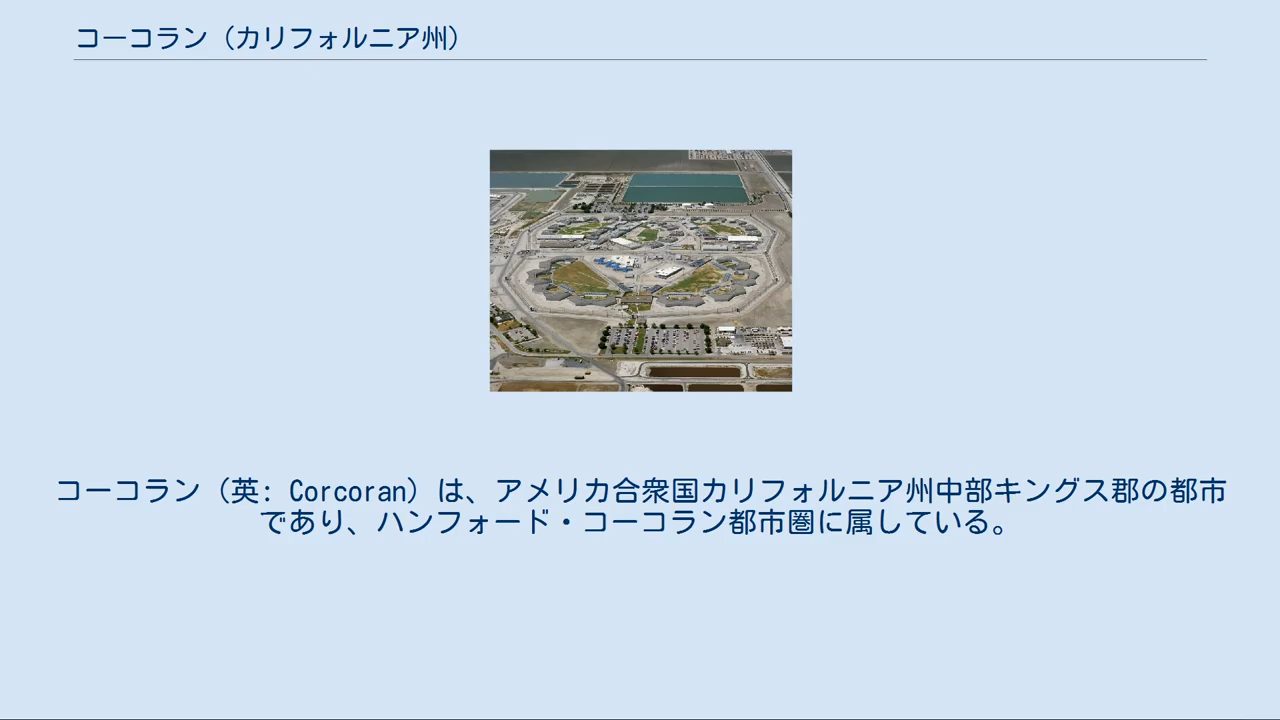 コーコラン（カリフォルニア州）
コーコラン（英: Corcoran）は、アメリカ合衆国カリフォルニア州中部キングス郡の都市
であり、ハンフォード・コーコラン都市圏に属している。